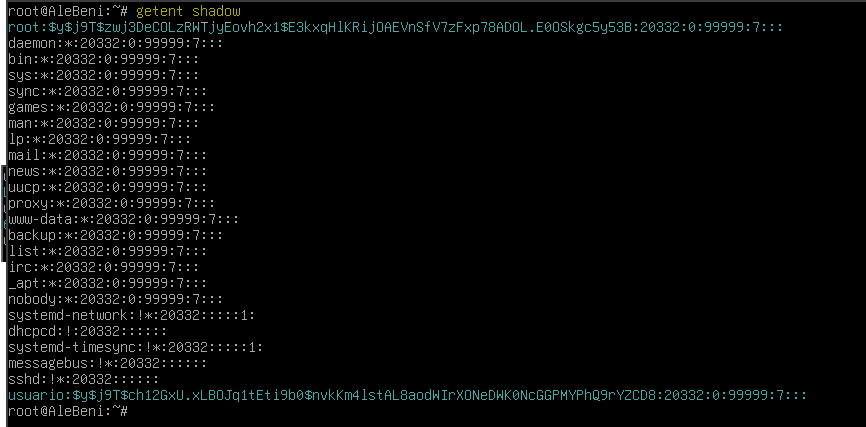 root@AleBeni:~# getent shadow
root:$y$j9T$zwj3DeCOLzRWTjyEovh2x1$E3kxqHlKRijOAEVnSfV7zFxp78ADOL.E0OSkgc5y53B:20332:0:99999:7:::
daemon:*:20332:0:99999:7:::
bin:*:20332:0:99999:7:::
sys:*:20332:0:99999:7:::
sync:*:20332:0:99999:7:::
games:*:20332:0:99999:7:::
man:*:20332:0:99999:7:::
lp:*:20332:0:99999:7:::
mail:*:20332:0:99999:7:::
news:*:20332:0:99999:7:::
uucp:*:20332:0:99999:7:::
proxy:*:20332:0:99999:7:::
www-data:*:20332:0:99999:7:::
backup:*:20332:0:99999:7:::
list:*:20332:0:99999:7:::
irc:*:20332:0:99999:7:::
_apt:*:20332:0:99999:7:::
nobody:*:20332:0:99999:7:::
systemd-network:!*:20332:::::1:
dhcpcd:!:20332::::::
systemd-timesync:!*:20332:::::1:
messagebus:!*:20332::::::
sshd:!*:20332::::::
usuario:$y$j9T$ch12GxU.xLBOJq1tEti9b0$nvkKm4lstAL8aodWIrXONeDWK0NcGGPMYPhQ9rYZCD8:20332:0:99999:7:::
root@AleBeni:~#